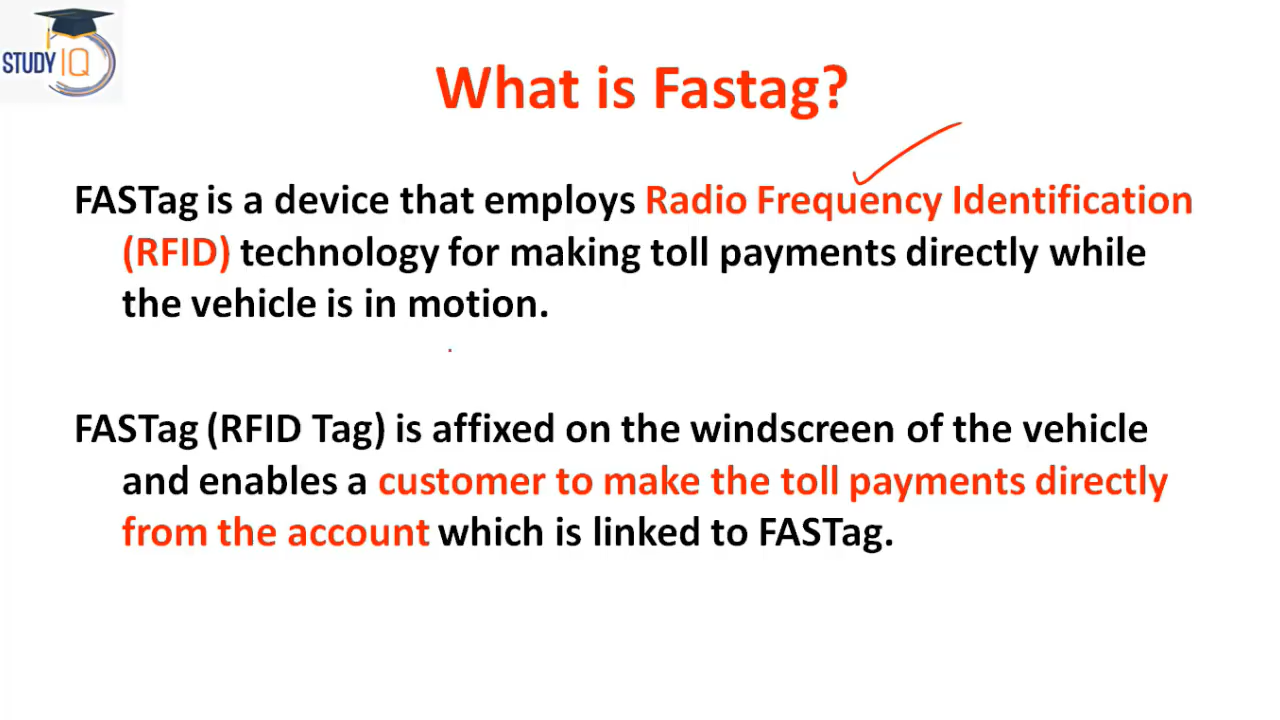 STUDY IQ
What is Fastag?
FASTag is a device that employs Radio Frequency Identification
(RFID) technology for making toll payments directly while
the vehicle is in motion.
FASTag (RFID Tag) is affixed on the windscreen of the vehicle
and enables a customer to make the toll payments directly
from the account which is linked to FASTag.